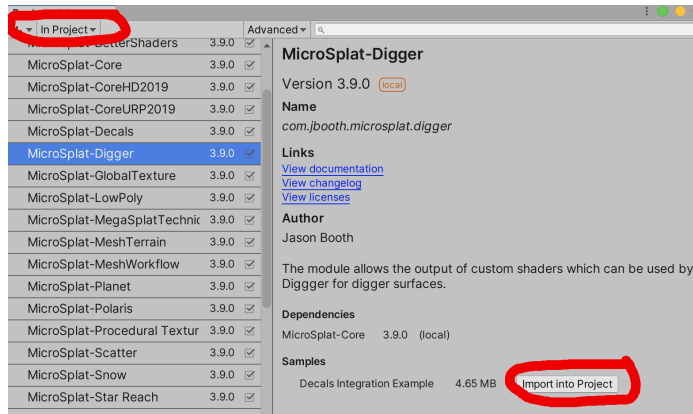 In Project
Advanced
MicroSplat-BetterShaders 3.9.0
MicroSplat-Core 3.9.0
MicroSplat-CoreHD2019 3.9.0
MicroSplat-CoreURP2019 3.9.0
MicroSplat-Decals 3.9.0
MicroSplat-Digger 3.9.0
MicroSplat-GlobalTexture 3.9.0
MicroSplat-LowPoly 3.9.0
MicroSplat-MegaSplatTechnic 3.9.0
MicroSplat-MeshTerrain 3.9.0
MicroSplat-MeshWorkflow 3.9.0
MicroSplat-Planet 3.9.0
MicroSplat-Polaris 3.9.0
MicroSplat-Procedural Textur 3.9.0
MicroSplat-Scatter 3.9.0
MicroSplat-Snow 3.9.0
MicroSplat-Star Reach 3.9.0
MicroSplat-Digger
Version 3.9.0 local
Name
com.jbooth.microsplat.digger
Links
View documentation
View changelog
View licenses
Author
Jason Booth
The module allows the output of custom shaders which can be used by
Diggger for digger surfaces.
Dependencies
MicroSplat-Core 3.9.0 (local)
Samples
Decals Integration Example 4.65 MB Import into Project